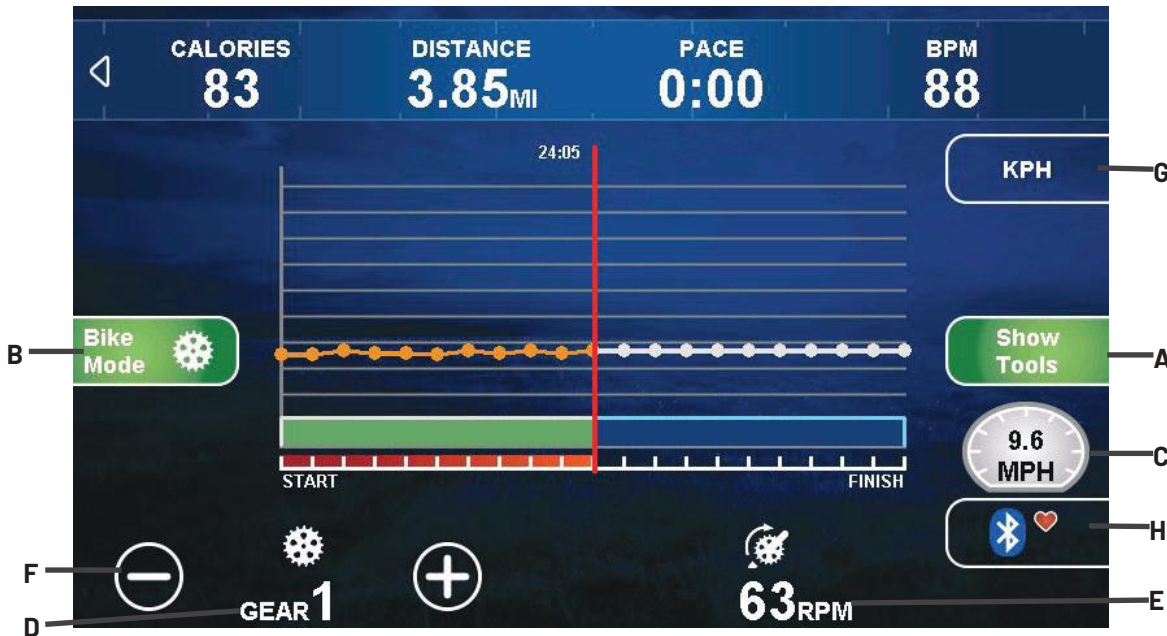 CALORIES
83
DISTANCE
3.85MI
PACE
0:00
BPM
88
24:05
KPH
G
B
Bike
Mode
Show
Tools
A
9.6
MPH
C
START
FINISH
H
F
GEAR1
D
63RPM
E